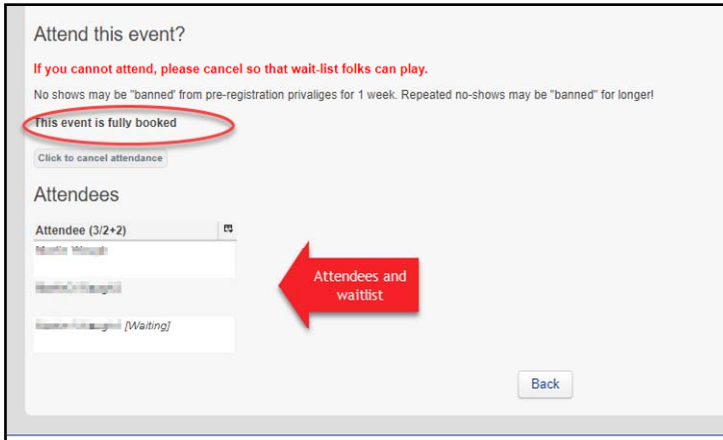 Attend this event?
If you cannot attend, please cancel so that wait-list folks can play.
No shows may be "banned' from pre-registration privaliges for 1 week. Repeated no-shows may be "banned" for longer!
This event is fully booked
Click to cancel attendance
Attendees
Attendee (3/2+2)
[Waiting]
Attendees and
waitlist
Back